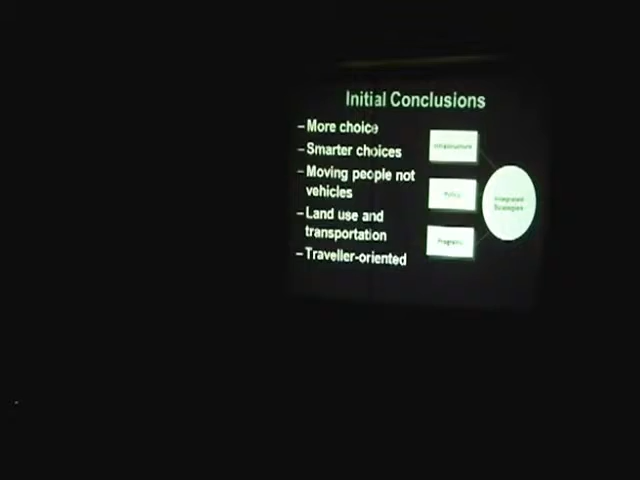 Initial Conclusions
– More choice
– Smarter choices
– Moving people not
vehicles
– Land use and
transportation
– Traveller-oriented
Infrastructure
Policy
Programs
Integrated
Strategies